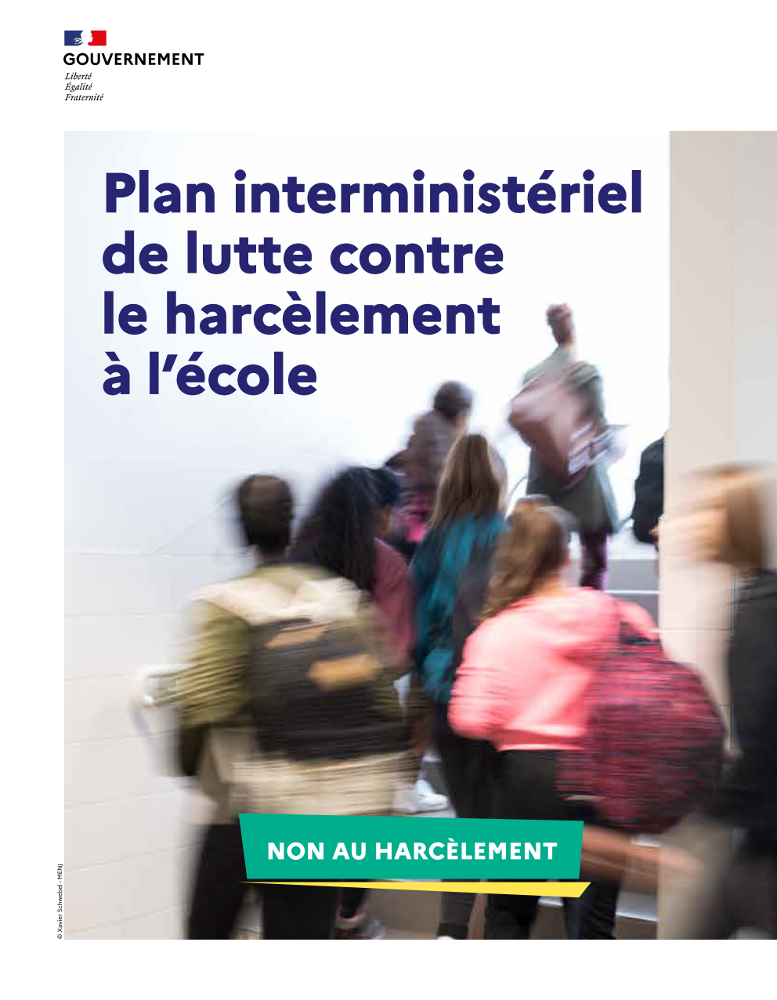 GOUVERNEMENT
Liberté
Égalité
Fraternité
Plan interministériel
de lutte contre
le harcèlement
à l’école
NON AU HARCÈLEMENT
© Xavier Schwebel - MENJ